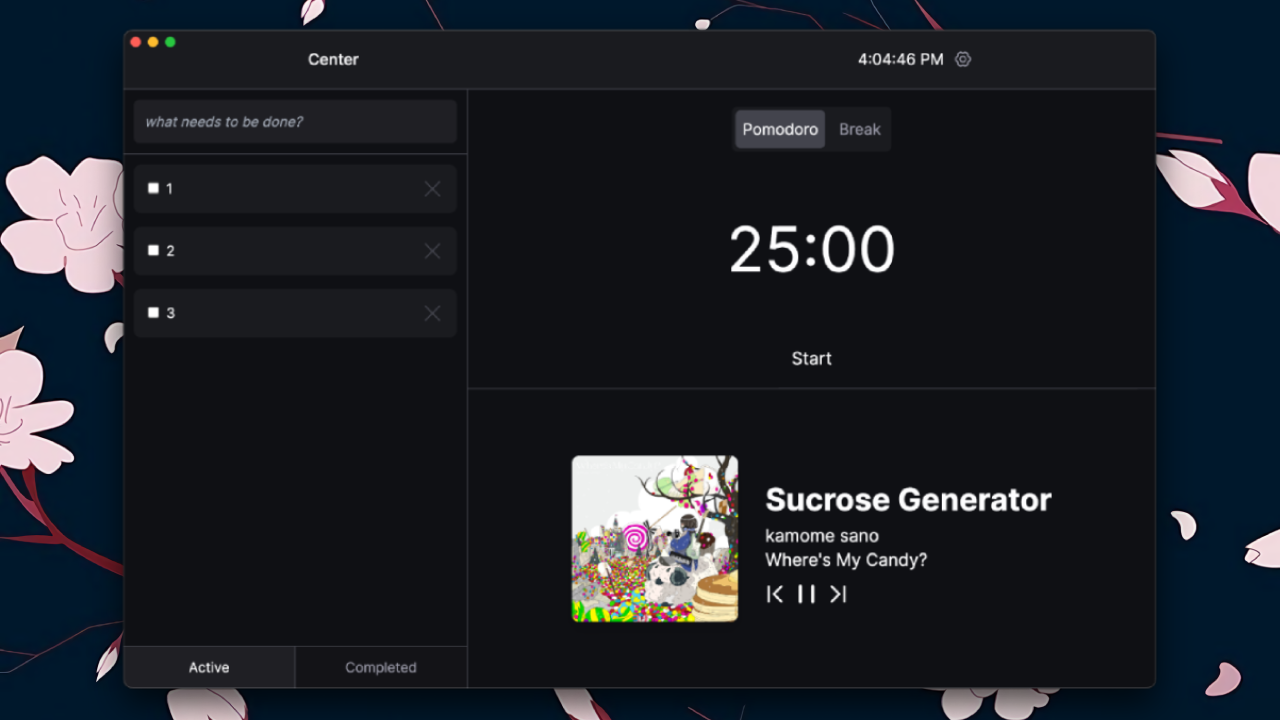 Center
4:04:46 PM
what needs to be done?
1
2
3
Active
Completed
Pomodoro
Break
25:00
Start
Sucrose Generator
kamome sano
Where's My Candy?